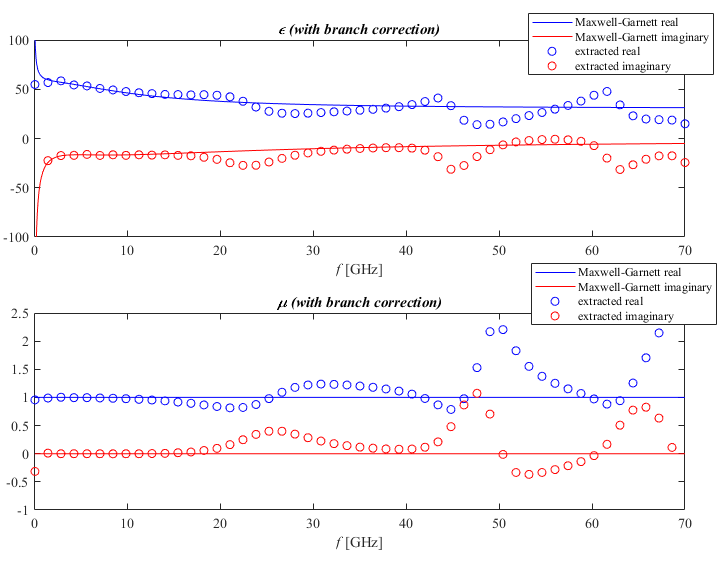 ϵ (with branch correction)
Maxwell-Garnett real
Maxwell-Garnett imaginary
extracted real
extracted imaginary
100
50
0
-50
-100
0 10 20 30 40 50 60 70
f [GHz]
μ (with branch correction)
Maxwell-Garnett real
Maxwell-Garnett imaginary
extracted real
extracted imaginary
2.5
2
1.5
1
0.5
0
-0.5
-1
0 10 20 30 40 50 60 70
f [GHz]